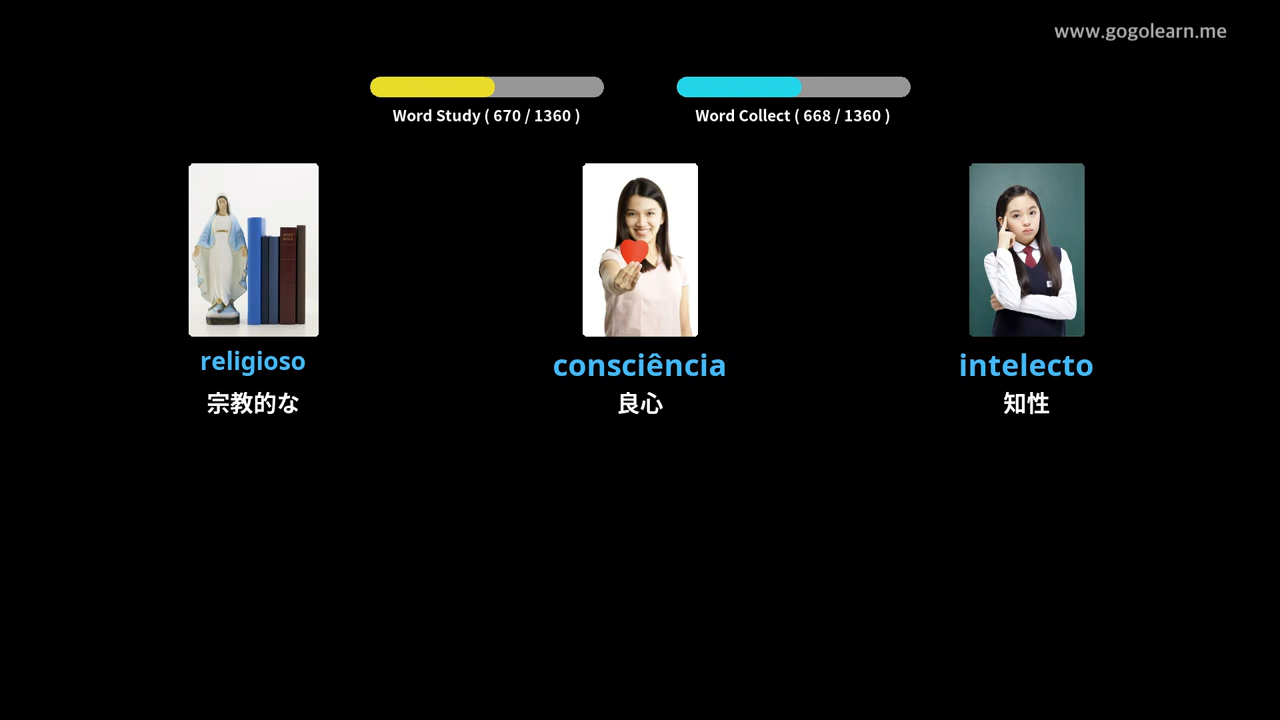 www.gogolearn.me
Word Study ( 670 / 1360 )
Word Collect ( 668 / 1360 )
religioso
宗教的な
consciência
良心
intelecto
知性